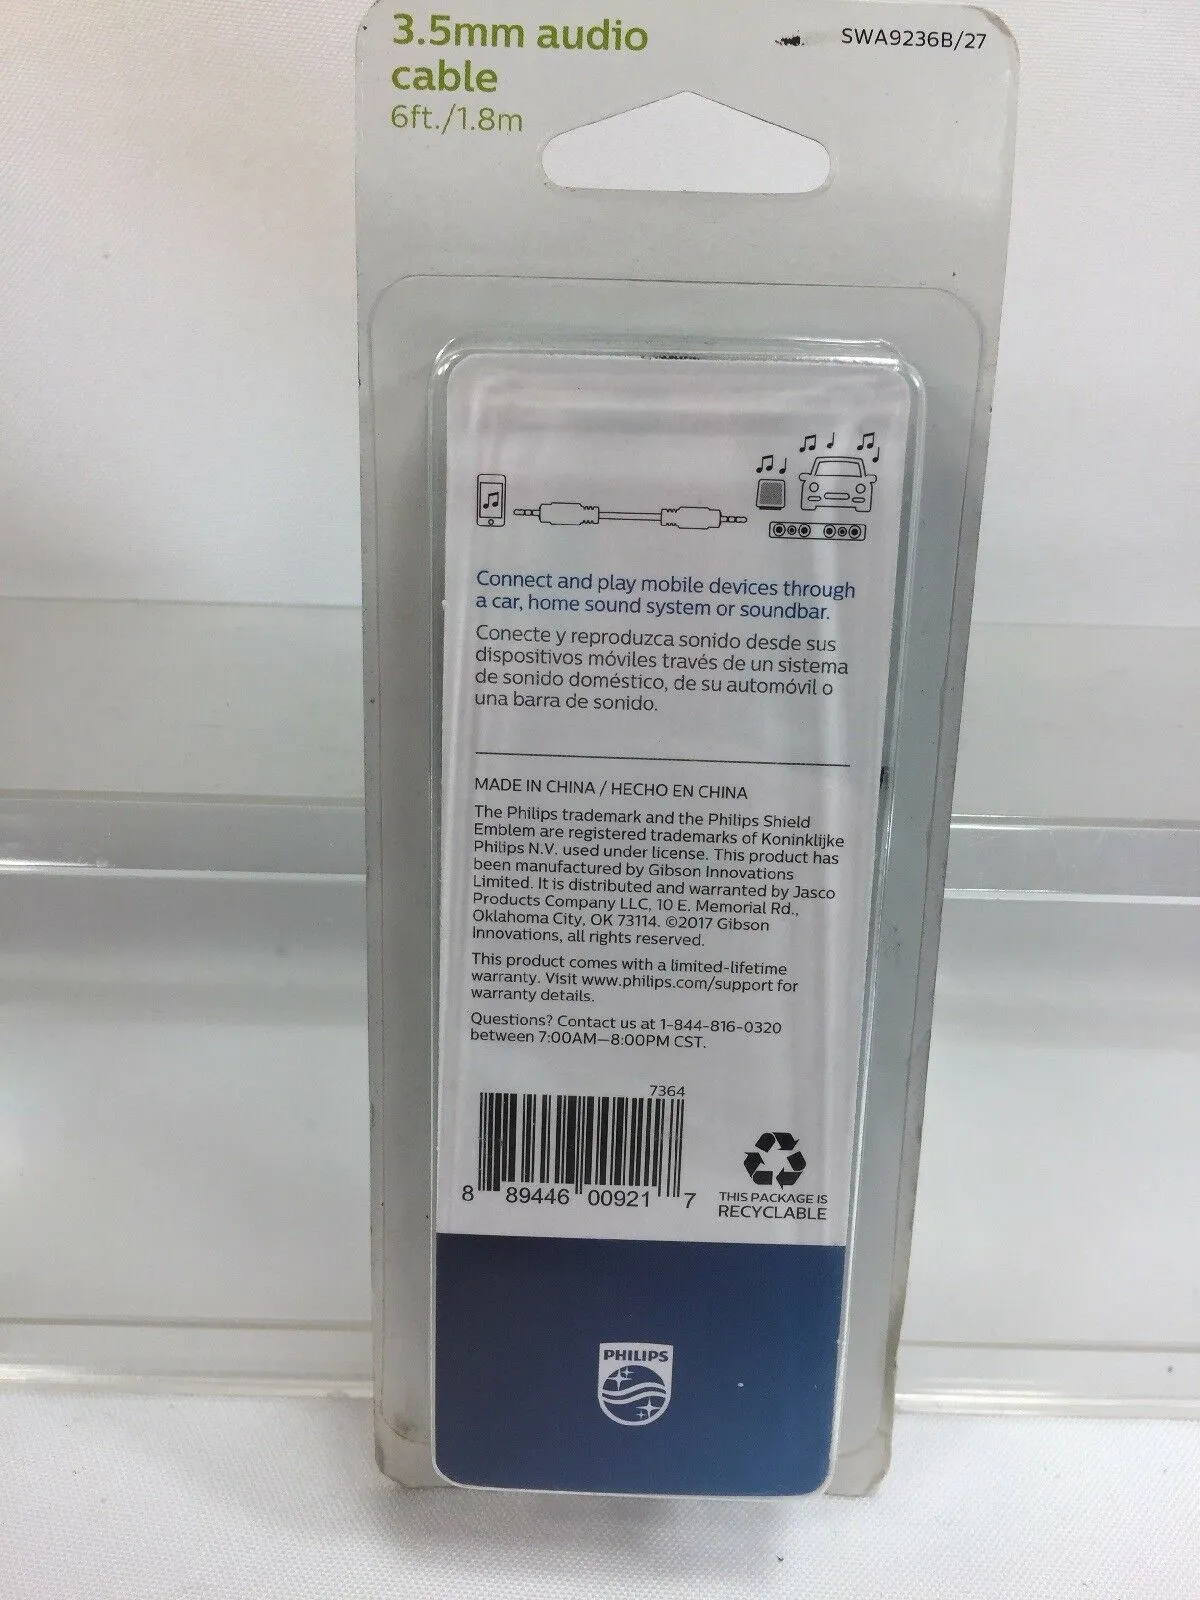 3.5mm audio
cable
6ft./1.8m
SWA9236B/27
Connect and play mobile devices through
a car, home sound system or soundbar.
Conecte y reproduzca sonido desde sus
dispositivos móviles través de un sistema
de sonido doméstico, de su automóvil o
una barra de sonido.
MADE IN CHINA / HECHO EN CHINA
The Philips trademark and the Philips Shield
Emblem are registered trademarks of Koninklijke
Philips N.V. used under license. This product has
been manufactured by Gibson Innovations
Limited. It is distributed and warranted by Jasco
Products Company LLC, 10 E. Memorial Rd.,
Oklahoma City, OK 73114. ©2017 Gibson
Innovations, all rights reserved.
This product comes with a limited-lifetime
warranty. Visit www.philips.com/support for
warranty details.
Questions? Contact us at 1-844-816-0320
between 7:00AM—8:00PM CST.
7364
8 89446 00921 7
THIS PACKAGE IS
RECYCLABLE
PHILIPS